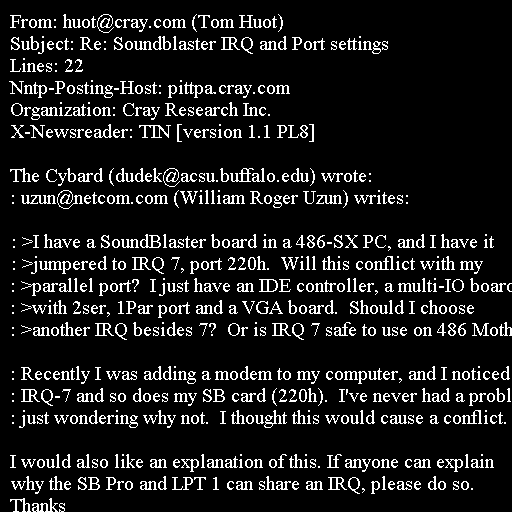 From: huot@cray.com (Tom Huot)
Subject: Re: Soundblaster IRQ and Port settings
Lines: 22
Nntp-Posting-Host: pittpa.cray.com
Organization: Cray Research Inc.
X-Newsreader: TIN [version 1.1 PL8]

The Cybard (dudek@acsu.buffalo.edu) wrote:
: uzun@netcom.com (William Roger Uzun) writes:

: >I have a SoundBlaster board in a 486-SX PC, and I have it
: >jumpered to IRQ 7, port 220h.  Will this conflict with my
: >parallel port?  I just have an IDE controller, a multi-IO board
: >with 2ser, 1Par port and a VGA board.  Should I choose
: >another IRQ besides 7?  Or is IRQ 7 safe to use on 486 Moth

: Recently I was adding a modem to my computer, and I noticed
: IRQ-7 and so does my SB card (220h).  I've never had a probl
: just wondering why not.  I thought this would cause a conflict.

I would also like an explanation of this. If anyone can explain
why the SB Pro and LPT 1 can share an IRQ, please do so.
Thanks